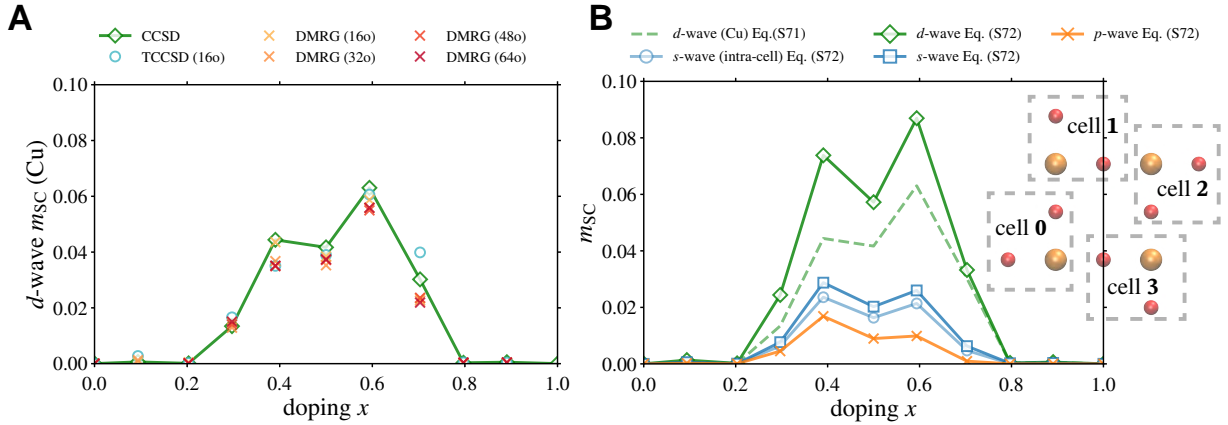 A
CCSD
TCCSD (16o)
DMRG (16o)
DMRG (32o)
DMRG (48o)
DMRG (64o)
d-wave mSC (Cu)
0.10
0.08
0.06
0.04
0.02
0.00
0.0 0.2 0.4 0.6 0.8 1.0
doping x
B
d-wave (Cu) Eq.(S71)
s-wave (intra-cell) Eq. (S72)
d-wave Eq. (S72)
s-wave Eq. (S72)
p-wave Eq. (S72)
mSC
0.10
0.08
0.06
0.04
0.02
0.00
0.0 0.2 0.4 0.6 0.8 1.0
doping x
cell 1
cell 2
cell 0
cell 3